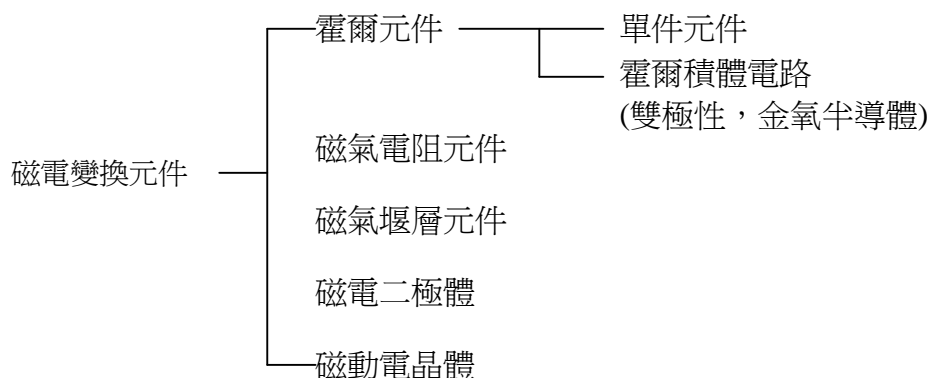 霍爾元件
單件元件
霍爾積體電路
(雙極性,金氧半導體)
磁氣電阻元件
磁電變換元件
磁氣堰層元件
磁電二極體
磁動電晶體